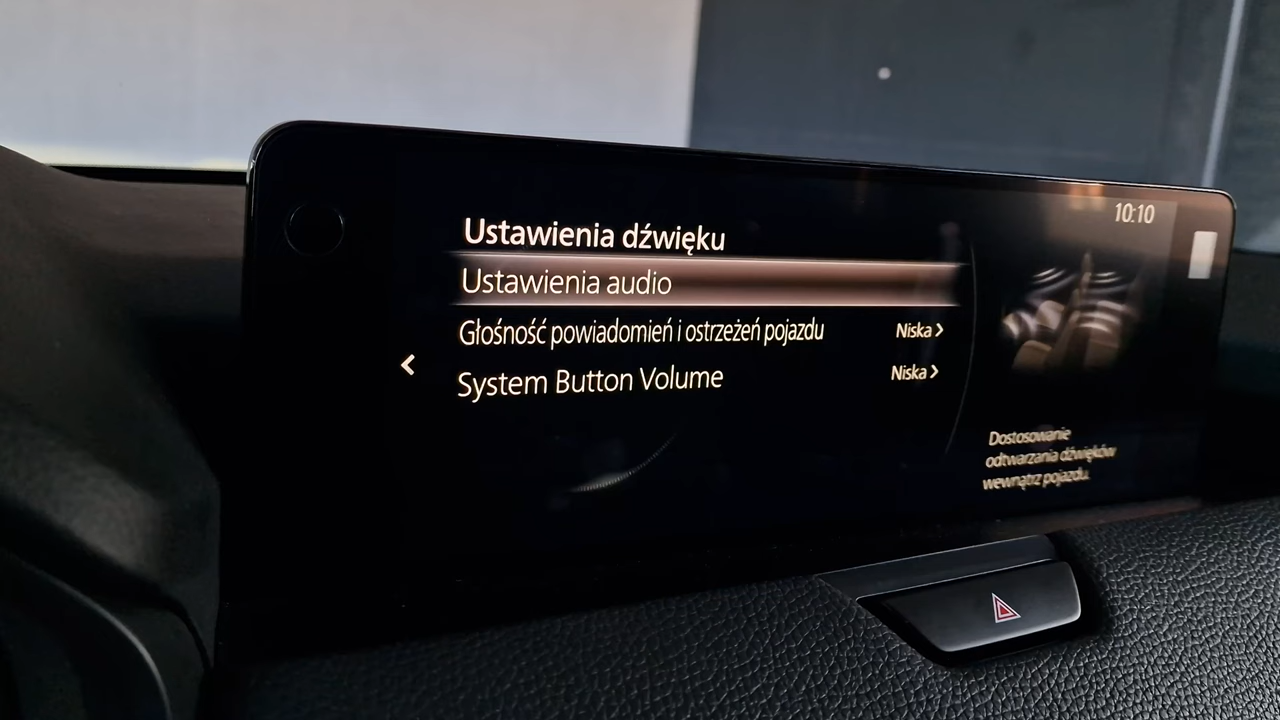 10:10
Ustawienia dźwięku
Ustawienia audio
Głośność powiadomień i ostrzeżeń pojazdu Niska
System Button Volume Niska
Dostosowanie
odtwarzania dźwięków
wewnątrz pojazdu.